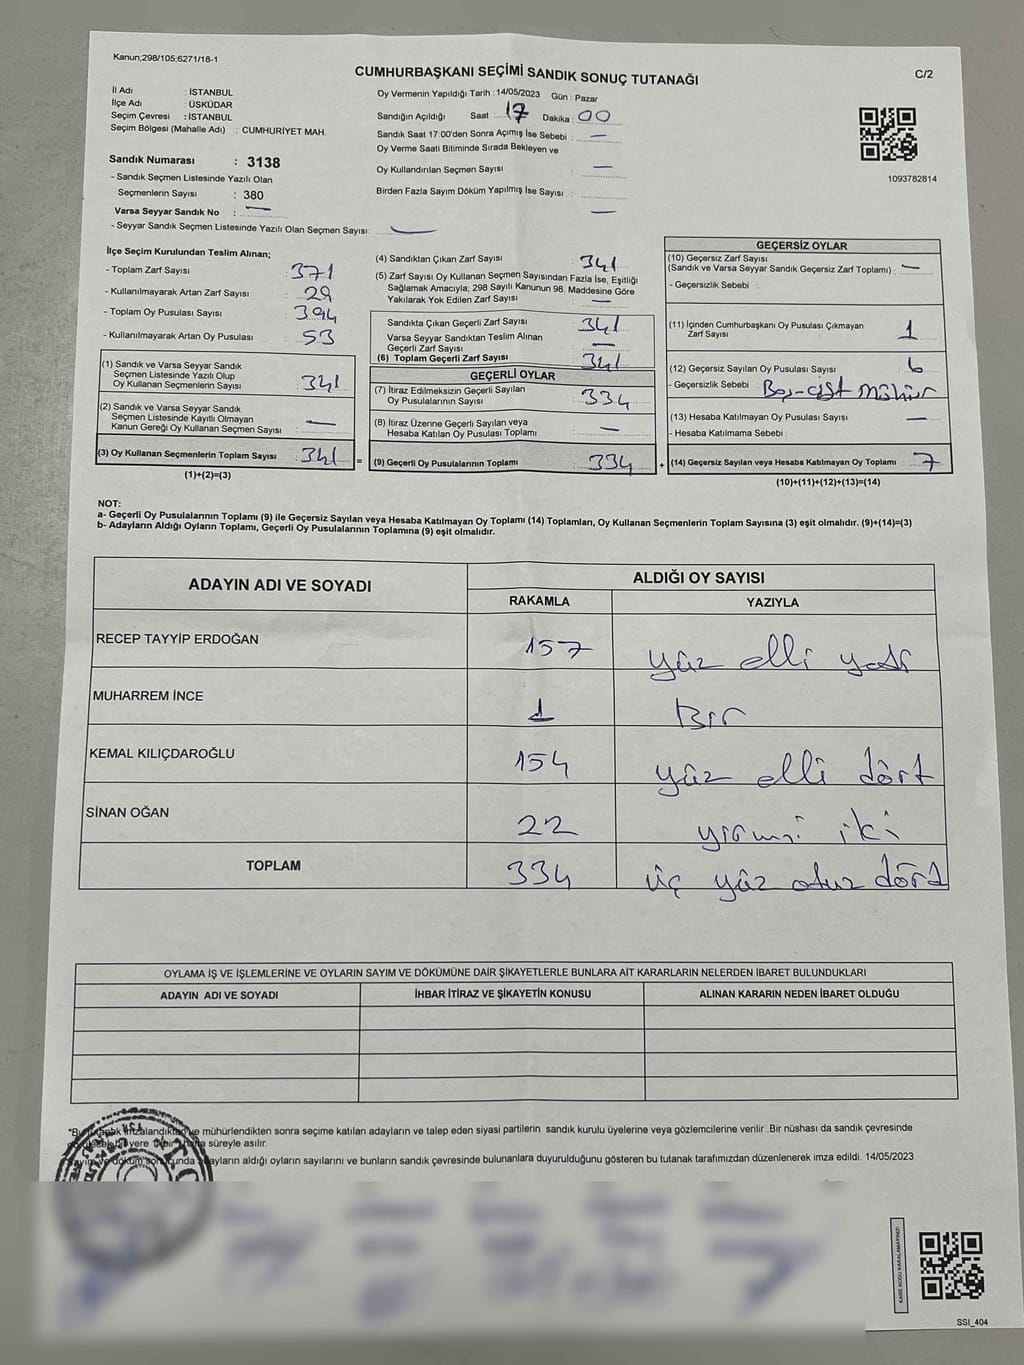 Kanun;298/105;6271/18-1
C/2
CUMHURBAŞKANI SEÇİMİ SANDIK SONUÇ TUTANAĞI
İl Adı : İSTANBUL
İlçe Adı : ÜSKÜDAR
Seçim Çevresi : İSTANBUL
Seçim Bölgesi (Mahalle Adı) : CUMHURİYET MAH.
Sandık Numarası : 3138
- Sandık Seçmen Listesinde Yazılı Olan
Seçmenlerin Sayısı : 380
Varsa Seyyar Sandık No : —
- Seyyar Sandık Seçmen Listesinde Yazılı Olan Seçmen Sayısı: —
Oy Vermenin Yapıldığı Tarih : 14/05/2023 Gün : Pazar
Sandığın Açıldığı Saat : 17 Dakika : 00
Sandık Saat 17:00'den Sonra Açımış İse Sebebi : —
Oy Verme Saati Bitiminde Sırada Bekleyen ve
Oy Kullandırılan Seçmen Sayısı : —
Birden Fazla Sayım Döküm Yapılmış İse Sayısı : —
1093782814
İlçe Seçim Kurulundan Teslim Alınan;
- Toplam Zarf Sayısı : 371
- Kullanılmayarak Artan Zarf Sayısı : 29
- Toplam Oy Pusulası Sayısı : 394
- Kullanılmayarak Artan Oy Pusulası : 53
(1) Sandık ve Varsa Seyyar Sandık
Seçmen Listesinde Yazılı Olup
Oy Kullanan Seçmenlerin Sayısı : 341
(2) Sandık ve Varsa Seyyar Sandık
Seçmen Listesinde Kayıtlı Olmayan
Kanun Gereği Oy Kullanan Seçmen Sayısı : —
(3) Oy Kullanan Seçmenlerin Toplam Sayısı : 341
(1)+(2)=(3)
(4) Sandıktan Çıkan Zarf Sayısı : 341
(5) Zarf Sayısı Oy Kullanan Seçmen Sayısından Fazla İse, Eşitliği
Sağlamak Amacıyla; 298 Sayılı Kanunun 98. Maddesine Göre
Yakılarak Yok Edilen Zarf Sayısı : —
Sandıkta Çıkan Geçerli Zarf Sayısı : 341
Varsa Seyyar Sandıktan Teslim Alınan
Geçerli Zarf Sayısı : —
(6) Toplam Geçerli Zarf Sayısı : 341
GEÇERLİ OYLAR
(7) İtiraz Edilmeksizin Geçerli Sayılan
Oy Pusulalarının Sayısı : 334
(8) İtiraz Üzerine Geçerli Sayılan veya
Hesaba Katılan Oy Pusulası Toplamı : —
= (9) Geçerli Oy Pusulalarının Toplamı : 334 +
GEÇERSİZ OYLAR
(10) Geçersiz Zarf Sayısı
(Sandık ve Varsa Seyyar Sandık Geçersiz Zarf Toplamı) : —
- Geçersizlik Sebebi :
(11) İçinden Cumhurbaşkanı Oy Pusulası Çıkmayan
Zarf Sayısı : 1
(12) Geçersiz Sayılan Oy Pusulası Sayısı : 6
- Geçersizlik Sebebi : Boş-çift mühür
(13) Hesaba Katılmayan Oy Pusulası Sayısı : —
- Hesaba Katılmama Sebebi :
(14) Geçersiz Sayılan veya Hesaba Katılmayan Oy Toplamı : 7
(10)+(11)+(12)+(13)=(14)
NOT:
a- Geçerli Oy Pusulalarının Toplamı (9) ile Geçersiz Sayılan veya Hesaba Katılmayan Oy Toplamı (14) Toplamları, Oy Kullanan Seçmenlerin Toplam Sayısına (3) eşit olmalıdır. (9)+(14)=(3)
b- Adayların Aldığı Oyların Toplamı, Geçerli Oy Pusulalarının Toplamına (9) eşit olmalıdır.
ADAYIN ADI VE SOYADI ALDIĞI OY SAYISI
RAKAMLA YAZIYLA
RECEP TAYYİP ERDOĞAN 157 yüz elli yedi
MUHARREM İNCE 1 Bir
KEMAL KILIÇDAROĞLU 154 yüz elli dört
SİNAN OĞAN 22 yirmi iki
TOPLAM 334 üç yüz otuz dört
OYLAMA İŞ VE İŞLEMLERİNE VE OYLARIN SAYIM VE DÖKÜMÜNE DAİR ŞİKAYETLERLE BUNLARA AİT KARARLARIN NELERDEN İBARET BULUNDUKLARI
ADAYIN ADI VE SOYADI İHBAR İTİRAZ VE ŞİKAYETİN KONUSU ALINAN KARARIN NEDEN İBARET OLDUĞU
mühürlendikten sonra seçime katılan adayların ve talep eden siyasi partilerin sandık kurulu üyelerine veya gözlemcilerine verilir .Bir nüshası da sandık çevresinde
yere süreyle asılır.
adayların aldığı oyların sayılarını ve bunların sandık çevresinde bulunanlara duyurulduğunu gösteren bu tutanak tarafımızdan düzenlenerek imza edildi. 14/05/2023
KARE KODU KARALAMAYINIZ!
SSI_404